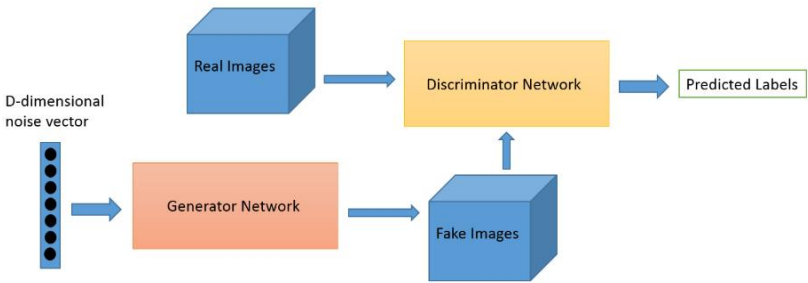 Real Images
Discriminator Network
Predicted Labels
D-dimensional
noise vector
Generator Network
Fake Images